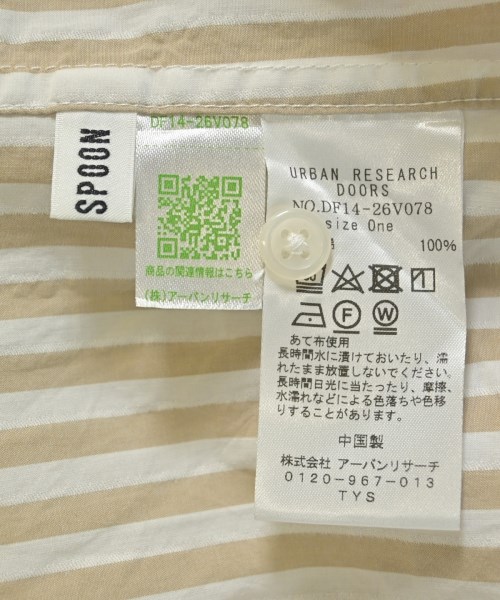 SPOON
DF14-26V078
商品の関連情報はこちら
(株)アーバンリサーチ
URBAN RESEARCH
DOORS
NO.DF14-26V078
size One
100%
あて布使用
長時間水に漬けておいたり、濡
れたまま放置しないでください。
長時間日光に当たったり、摩擦、
水濡れなどによる色落ちや色移
りすることがあります。
中国製
株式会社 アーバンリサーチ
0120-967-013
TYS